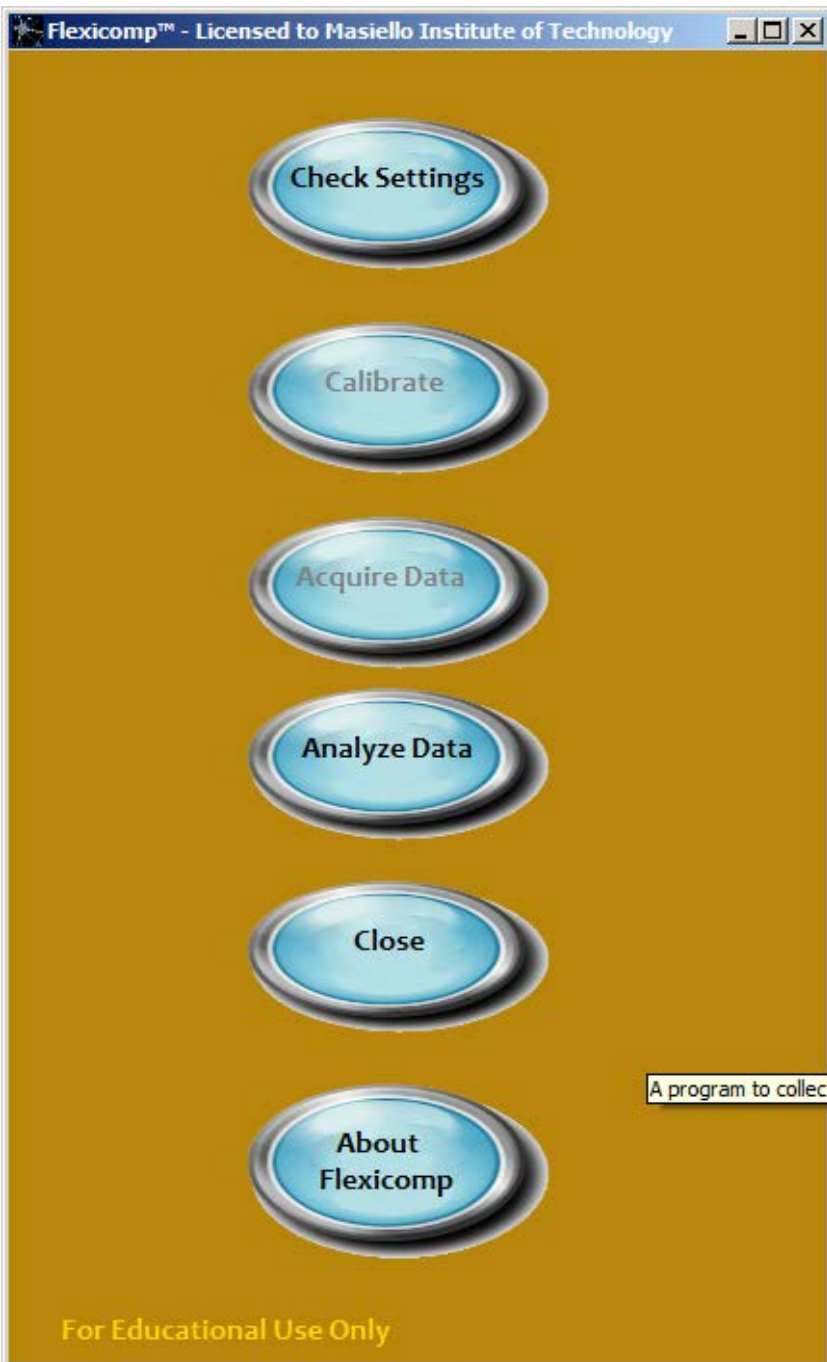 Flexicomp™ - Licensed to Masiello Institute of Technology
Check Settings
Calibrate
Acquire Data
Analyze Data
Close
A program to collec
About
Flexicomp
For Educational Use Only